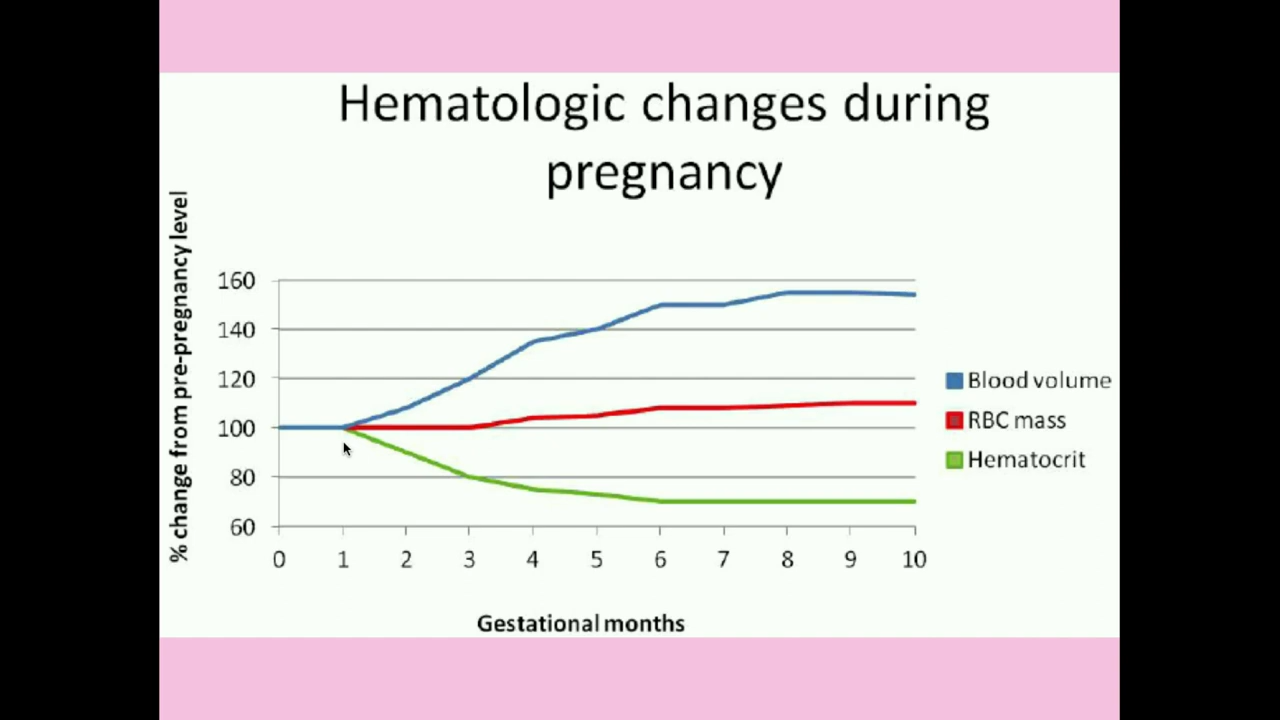 Hematologic changes during
pregnancy
% change from pre-pregnancy level
160
140
120
100
80
60
0 1 2 3 4 5 6 7 8 9 10
Gestational months
Blood volume
RBC mass
Hematocrit